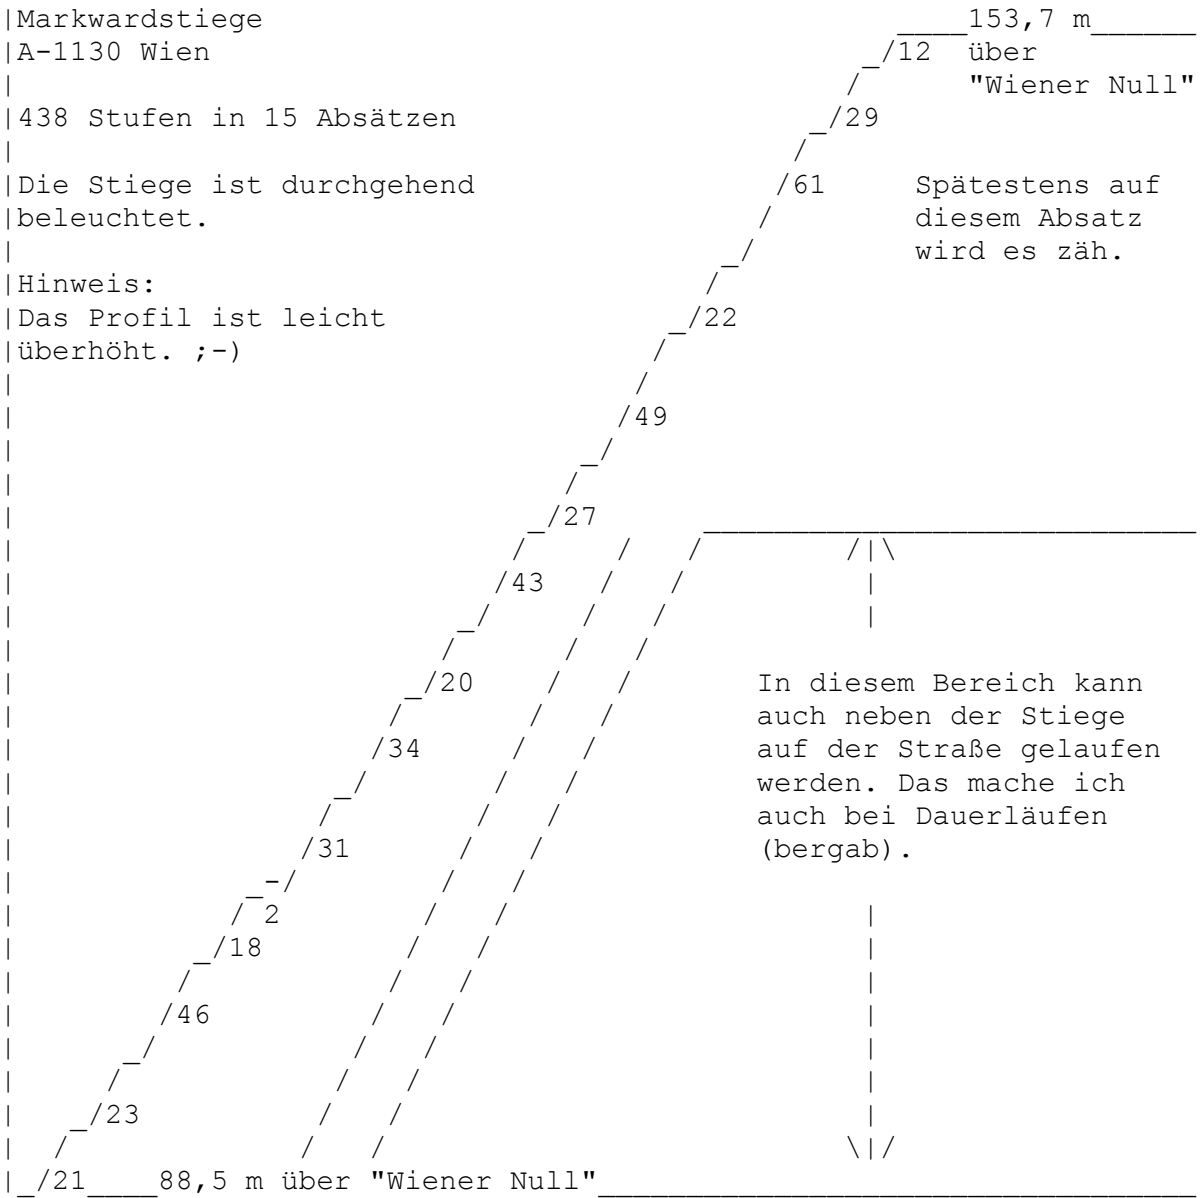 Markwardstiege 153,7 m
A-1130 Wien 12 über
"Wiener Null"
438 Stufen in 15 Absätzen 29
Die Stiege ist durchgehend 61 Spätestens auf
beleuchtet. diesem Absatz
wird es zäh.
Hinweis:
Das Profil ist leicht 22
überhöht. ;-)
49
27
43
20 In diesem Bereich kann
auch neben der Stiege
34 auf der Straße gelaufen
werden. Das mache ich
auch bei Dauerläufen
31 (bergab).
2
18
46
23
21 88,5 m über "Wiener Null"